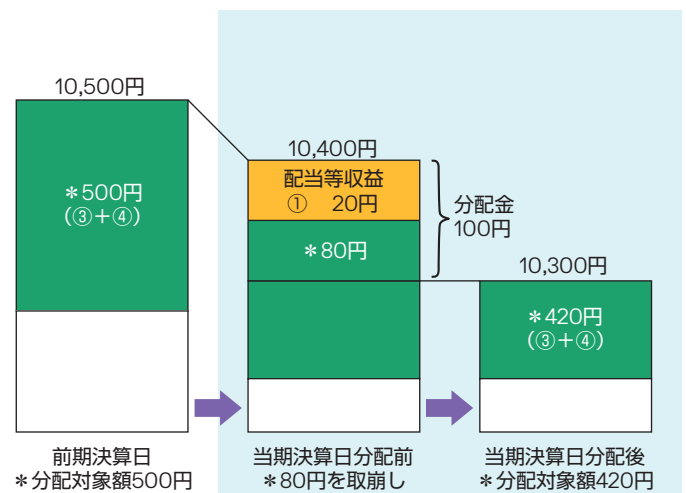 10,500円
＊500円
(③＋④)
前期決算日
＊分配対象額500円
10,400円
配当等収益
① 20円
＊80円
分配金
100円
当期決算日分配前
＊80円を取崩し
10,300円
＊420円
(③＋④)
当期決算日分配後
＊分配対象額420円